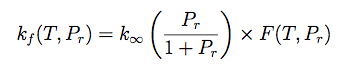 k_f(T, P_r) = k_∞ (P_r / (1 + P_r)) × F(T, P_r)